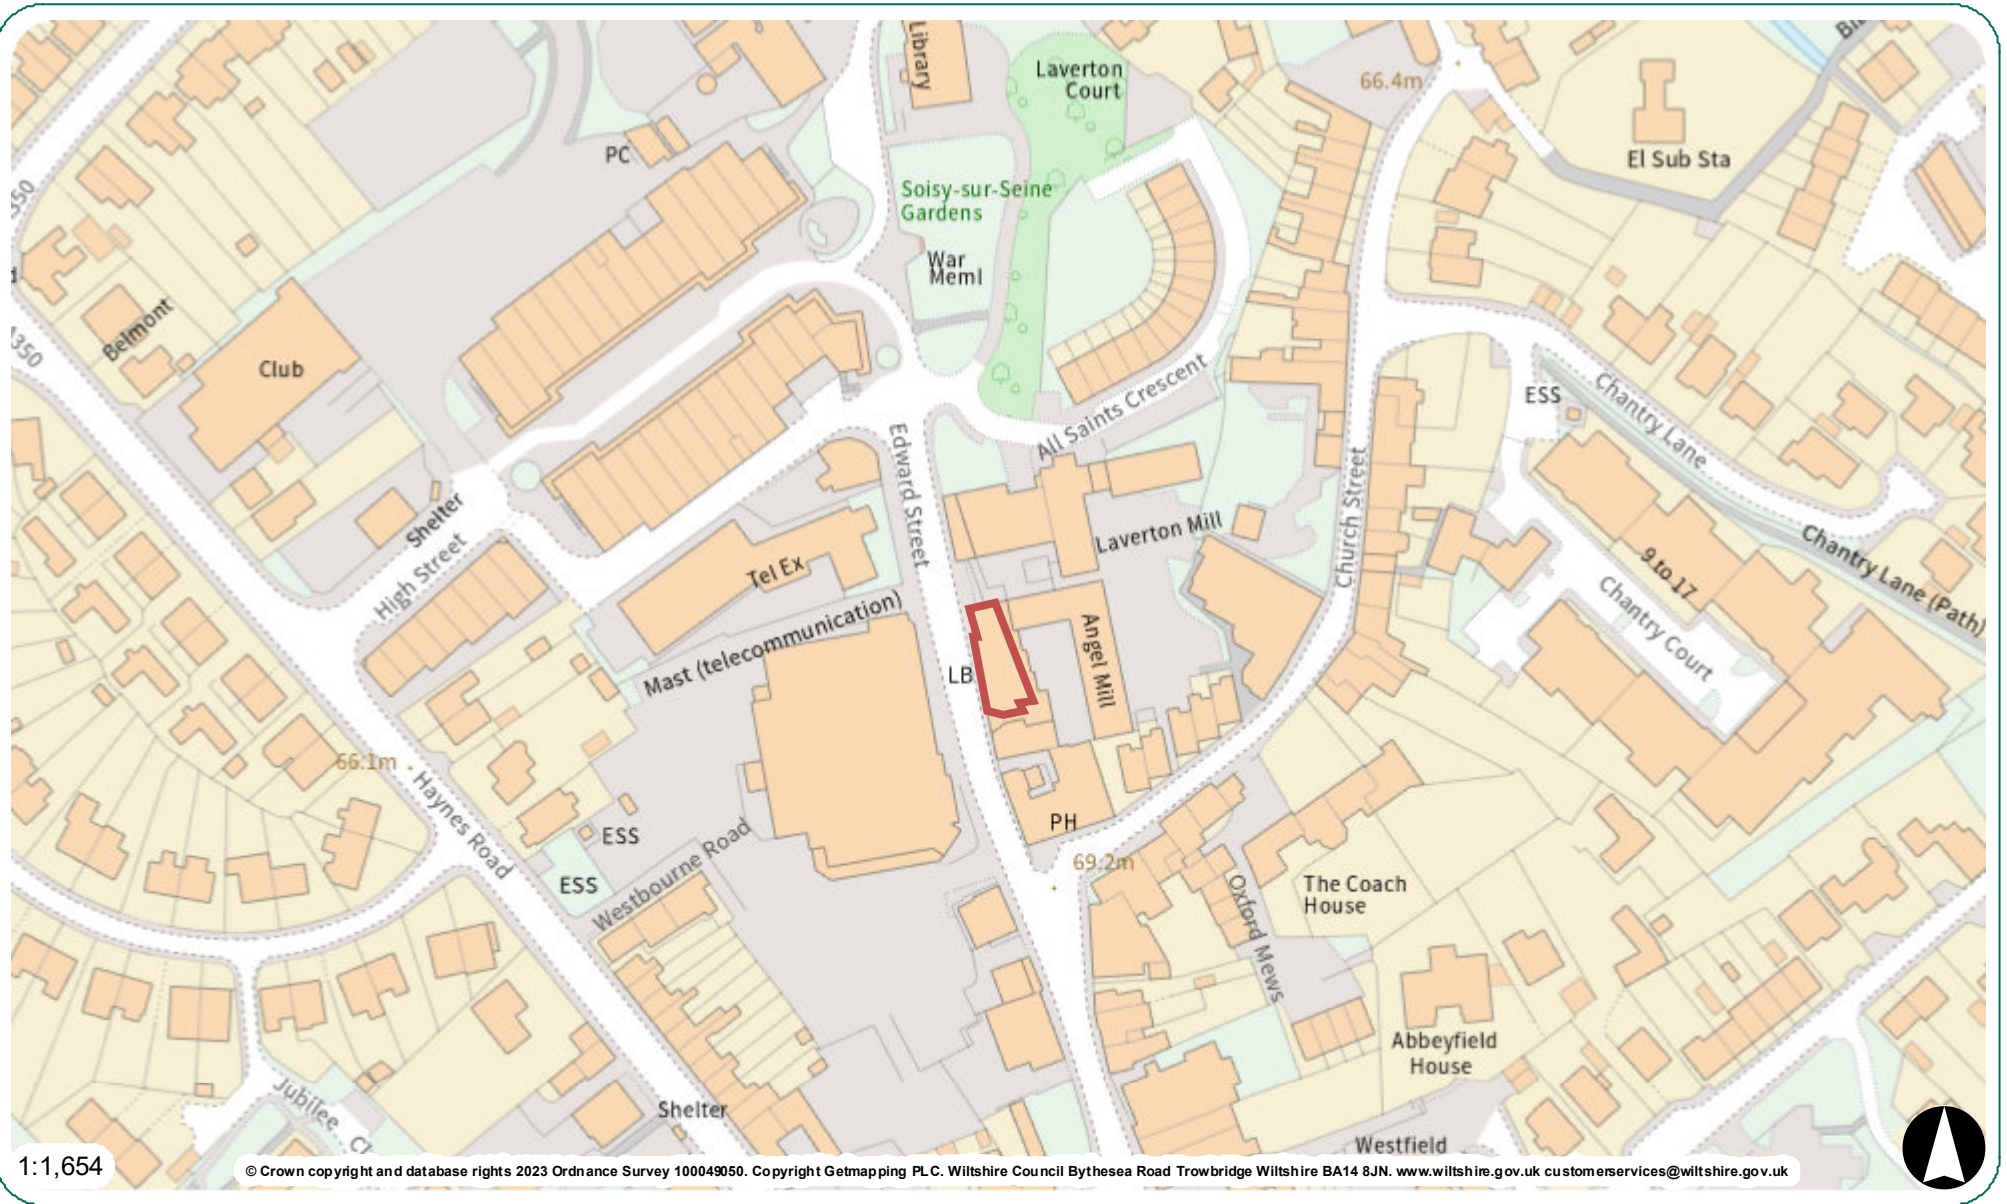 Library
Laverton
Court
66.4m
El Sub Sta
PC
Soisy-sur-Seine
Gardens
War
Meml
350
Belmont
350
Club
Chantry Lane
ESS
All Saints Crescent
Edward Street
Church Street
Shelter
High Street
Laverton Mill
Tel Ex
9 to 17
Chantry Lane (Path)
Chantry Court
Mast (telecommunication)
Angel Mill
LB
66.1m
Haynes Road
ESS
PH
69.2m
ESS
Westbourne Road
Oxford Mews
The Coach
House
Abbeyfield
House
Jubilee
Shelter
Westfield
1:1,654
© Crown copyright and database rights 2023 Ordnance Survey 100049050. Copyright Getmapping PLC. Wiltshire Council Bythesea Road Trowbridge Wiltshire BA14 8JN. www.wiltshire.gov.uk customerservices@wiltshire.gov.uk